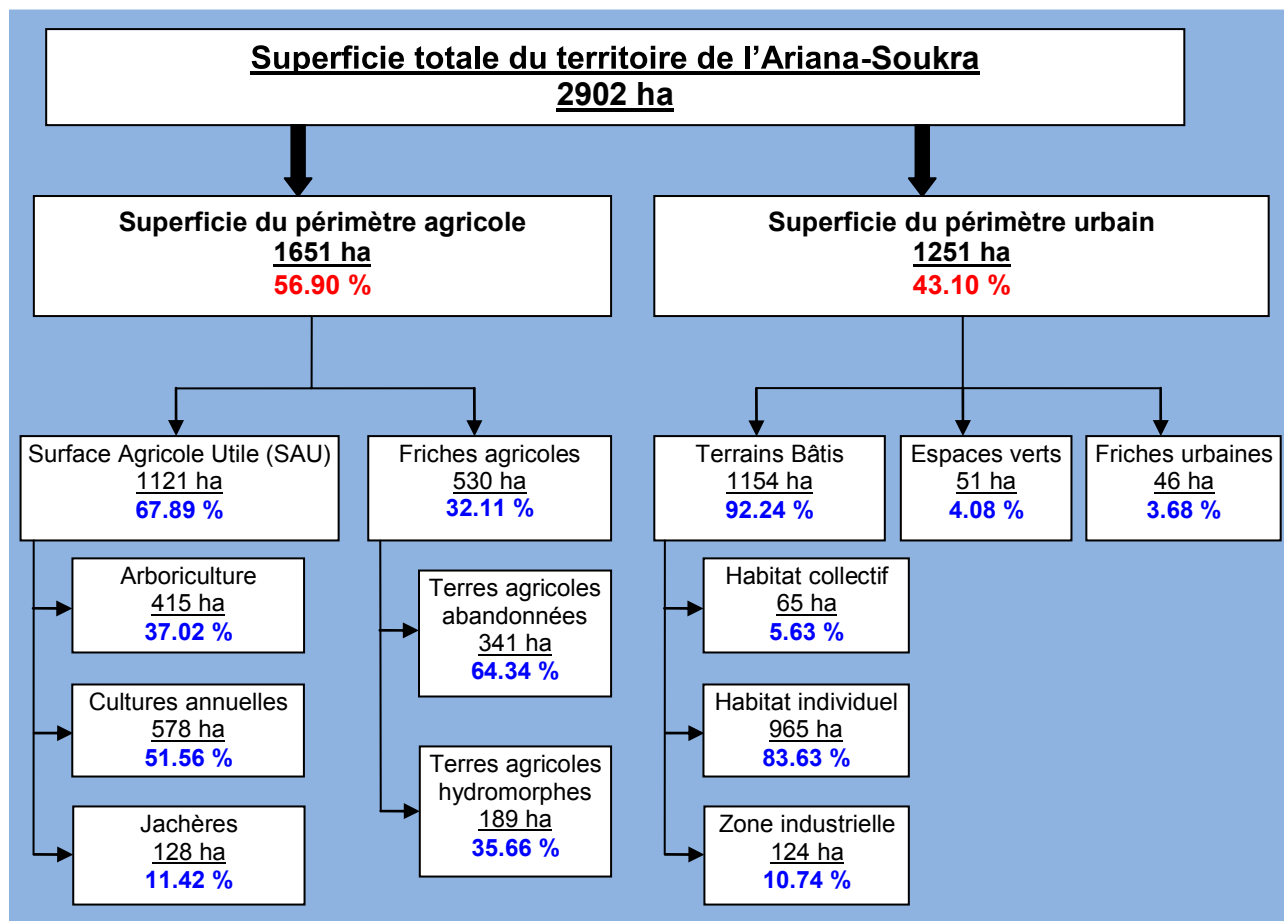 Superficie totale du territoire de l'Ariana-Soukra
2902 ha
Superficie du périmètre agricole
1651 ha
56.90 %
Superficie du périmètre urbain
1251 ha
43.10 %
Surface Agricole Utile (SAU)
1121 ha
67.89 %
Friches agricoles
530 ha
32.11 %
Terrains Bâtis
1154 ha
92.24 %
Espaces verts
51 ha
4.08 %
Friches urbaines
46 ha
3.68 %
Arboriculture
415 ha
37.02 %
Cultures annuelles
578 ha
51.56 %
Jachères
128 ha
11.42 %
Terres agricoles
abandonnées
341 ha
64.34 %
Terres agricoles
hydromorphes
189 ha
35.66 %
Habitat collectif
65 ha
5.63 %
Habitat individuel
965 ha
83.63 %
Zone industrielle
124 ha
10.74 %